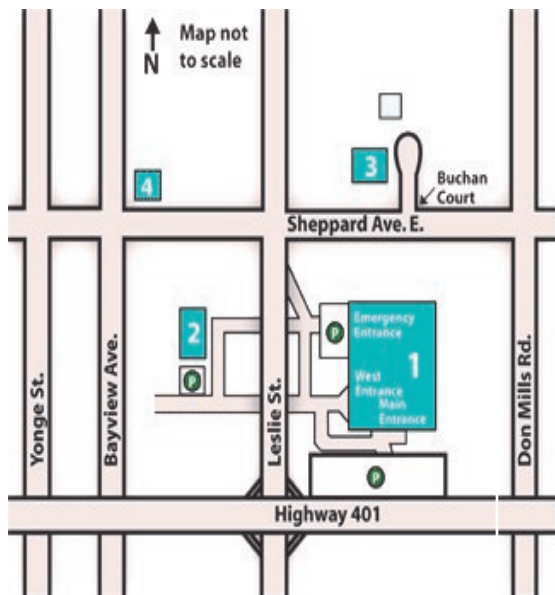 N
Map not
to scale
4
3
Buchan
Court
Sheppard Ave. E.
Emergency
Entrance
P
1
2
P
West
Entrance
Main
Entrance
Yonge St.
Bayview Ave.
Leslie St.
Don Mills Rd.
P
Highway 401